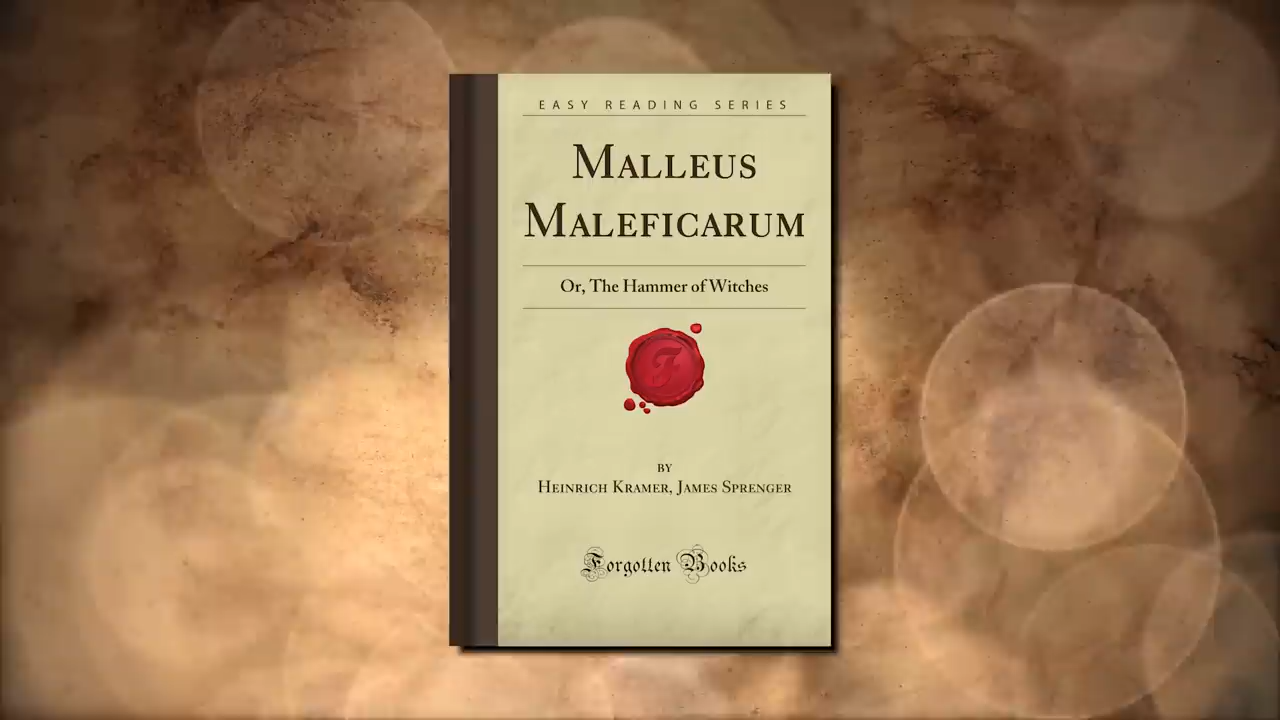 EASY READING SERIES
MALLEUS
MALEFICARUM
Or, The Hammer of Witches
F
BY
HEINRICH KRAMER, JAMES SPRENGER
Forgotten Books